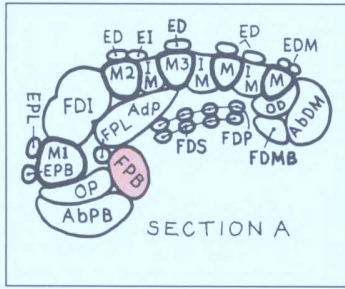 ED EI ED ED EDM
M2 I M M3 I M M I M M
EPL FDI AdP OD AbDM
FPL FDP
M1 FDS FDMB
EPB FPB
OP
AbPB
SECTION A